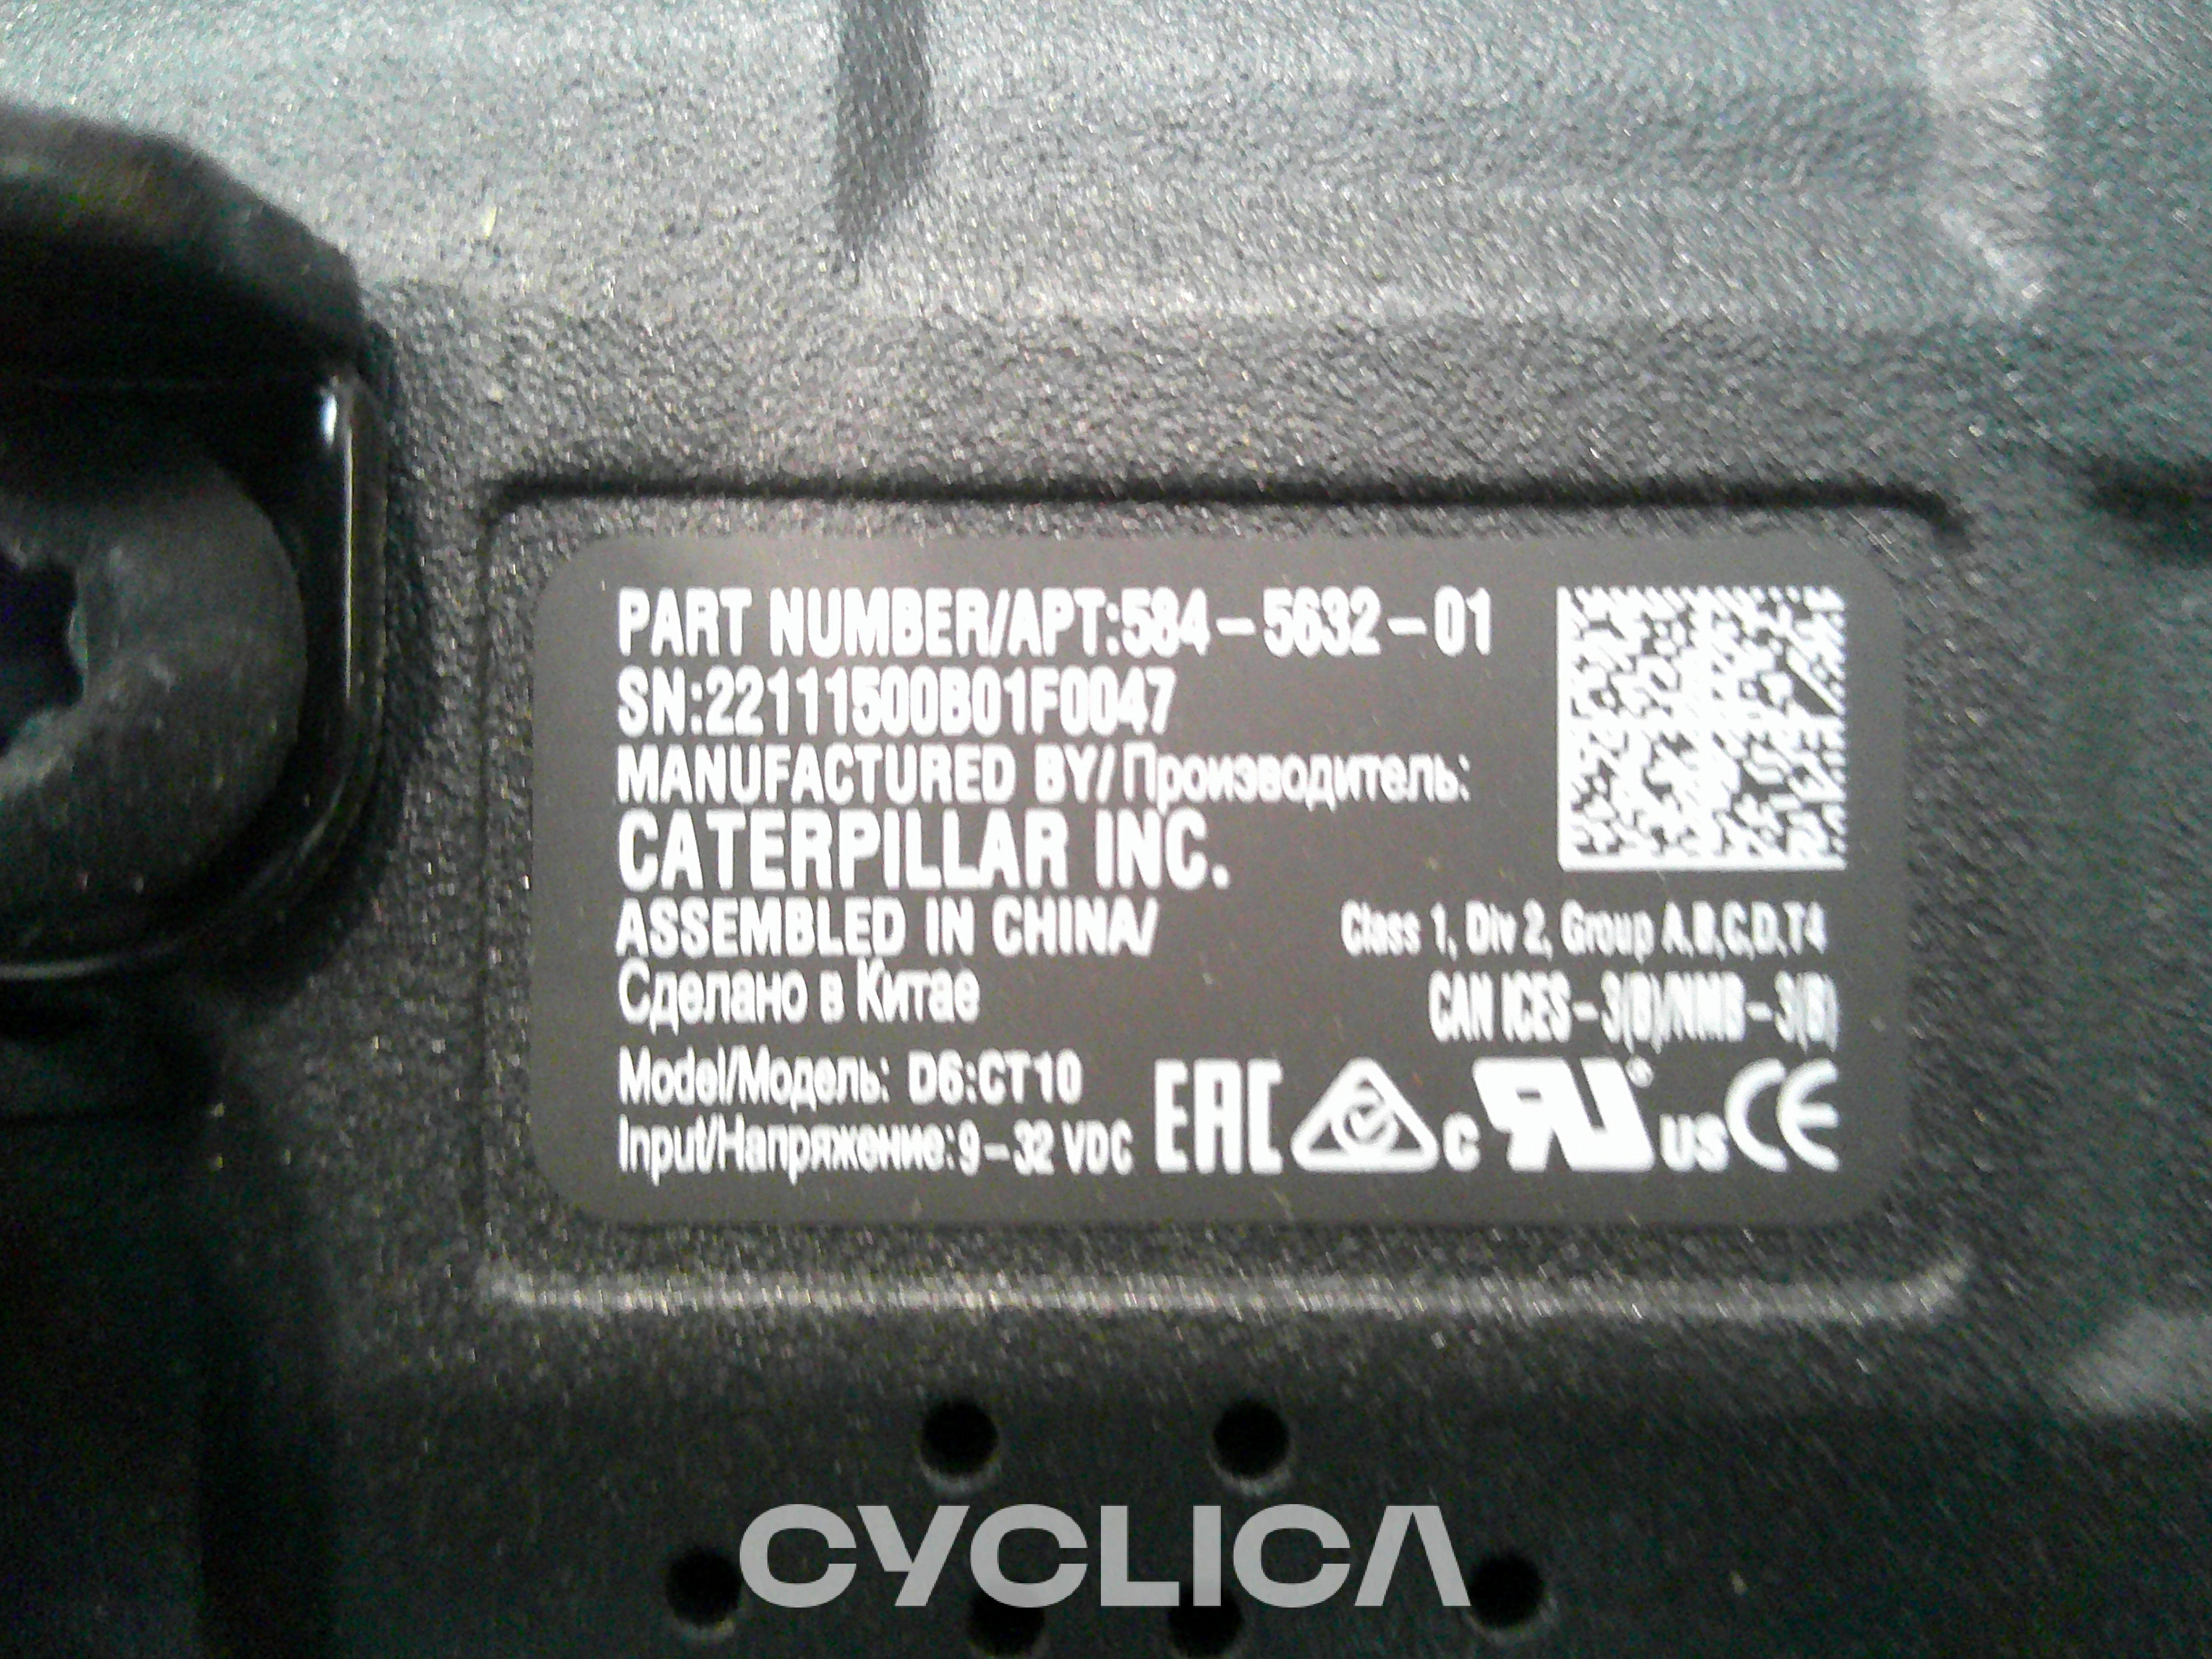 PART NUMBER/АРТ:584-5632-01
SN:22111500B01F0047
MANUFACTURED BY/Производитель:
CATERPILLAR INC.
ASSEMBLED IN CHINA/
Сделано в Китае
Class 1, Div 2, Group A,B,C,D,T4
CAN ICES-3(B)/NMB-3(B)
Model/Модель: D6:CT10
Input/Напряжение:9-32 VDC
EAC
c UL® US CE
CYCLICA